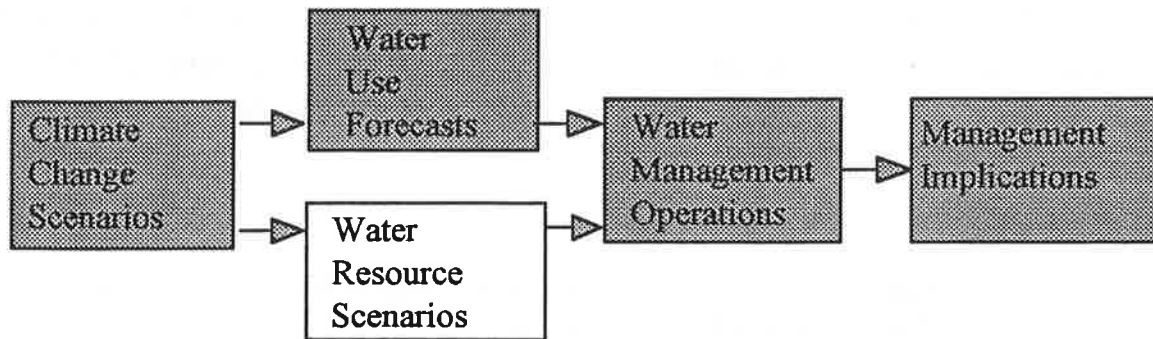 Climate
Change
Scenarios
Water
Use
Forecasts
Water
Resource
Scenarios
Water
Management
Operations
Management
Implications